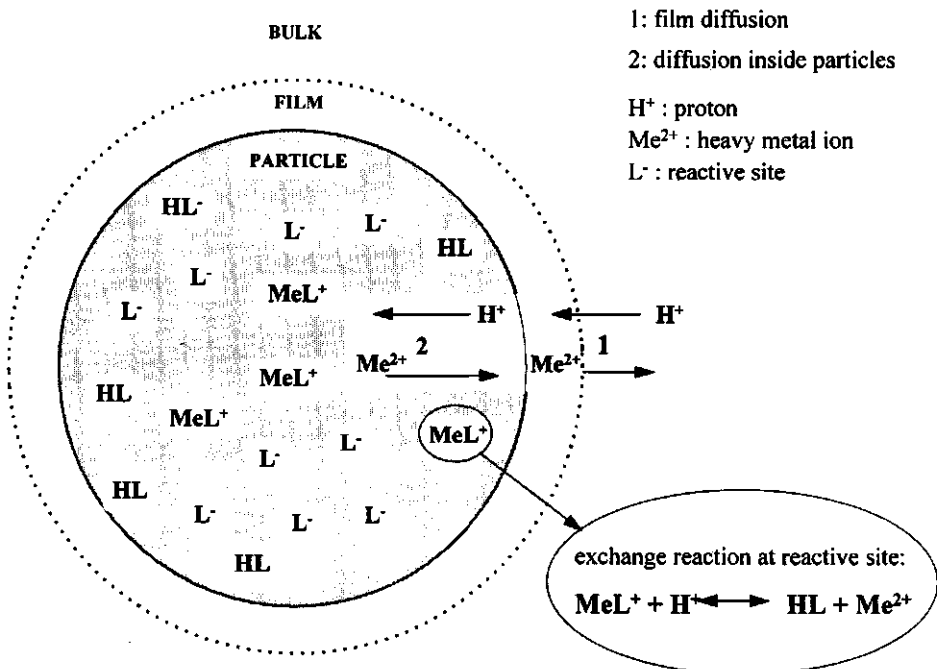 BULK
1: film diffusion
2: diffusion inside particles
FILM
H⁺ : proton
Me²⁺ : heavy metal ion
L⁻ : reactive site
PARTICLE
HL⁻
L⁻
L⁻
HL
L⁻
MeL⁺
L⁻
H⁺
H⁺
Me²⁺ 2
Me²⁺ 1
MeL⁺
HL
MeL⁺
MeL⁺
L⁻
L⁻
HL
L⁻
L⁻
L⁻
HL
exchange reaction at reactive site:
MeL⁺ + H⁺ ↔ HL + Me²⁺